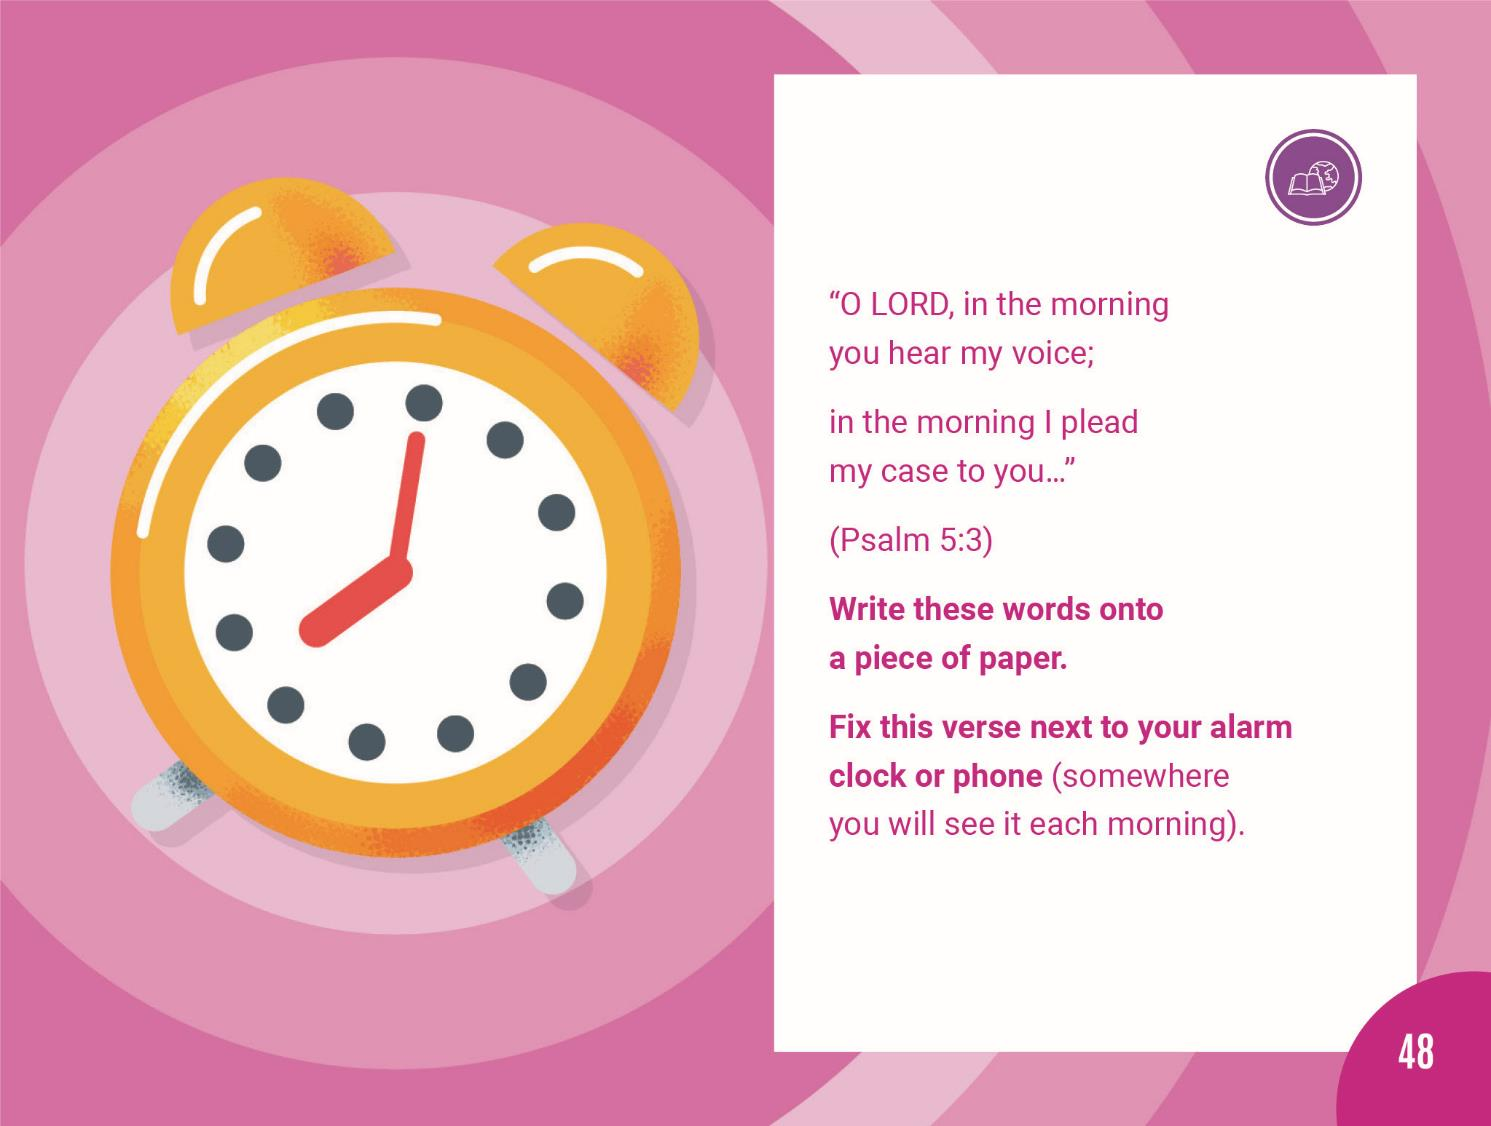 “O LORD, in the morning
you hear my voice;
in the morning I plead
my case to you…”
(Psalm 5:3)
Write these words onto
a piece of paper.
Fix this verse next to your alarm
clock or phone (somewhere
you will see it each morning).
48